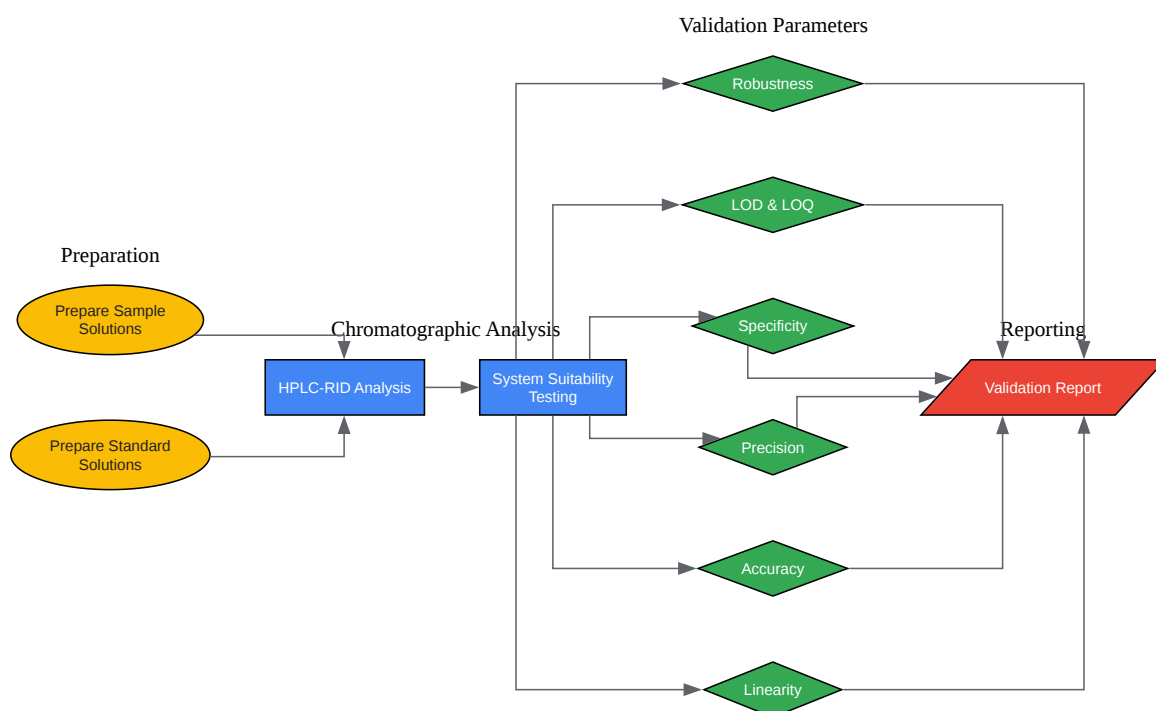 Validation Parameters
Robustness
LOD & LOQ
Preparation
Prepare Sample
Solutions
Chromatographic Analysis
Specificity
Reporting
HPLC-RID Analysis
System Suitability
Testing
Validation Report
Prepare Standard
Solutions
Precision
Accuracy
Linearity